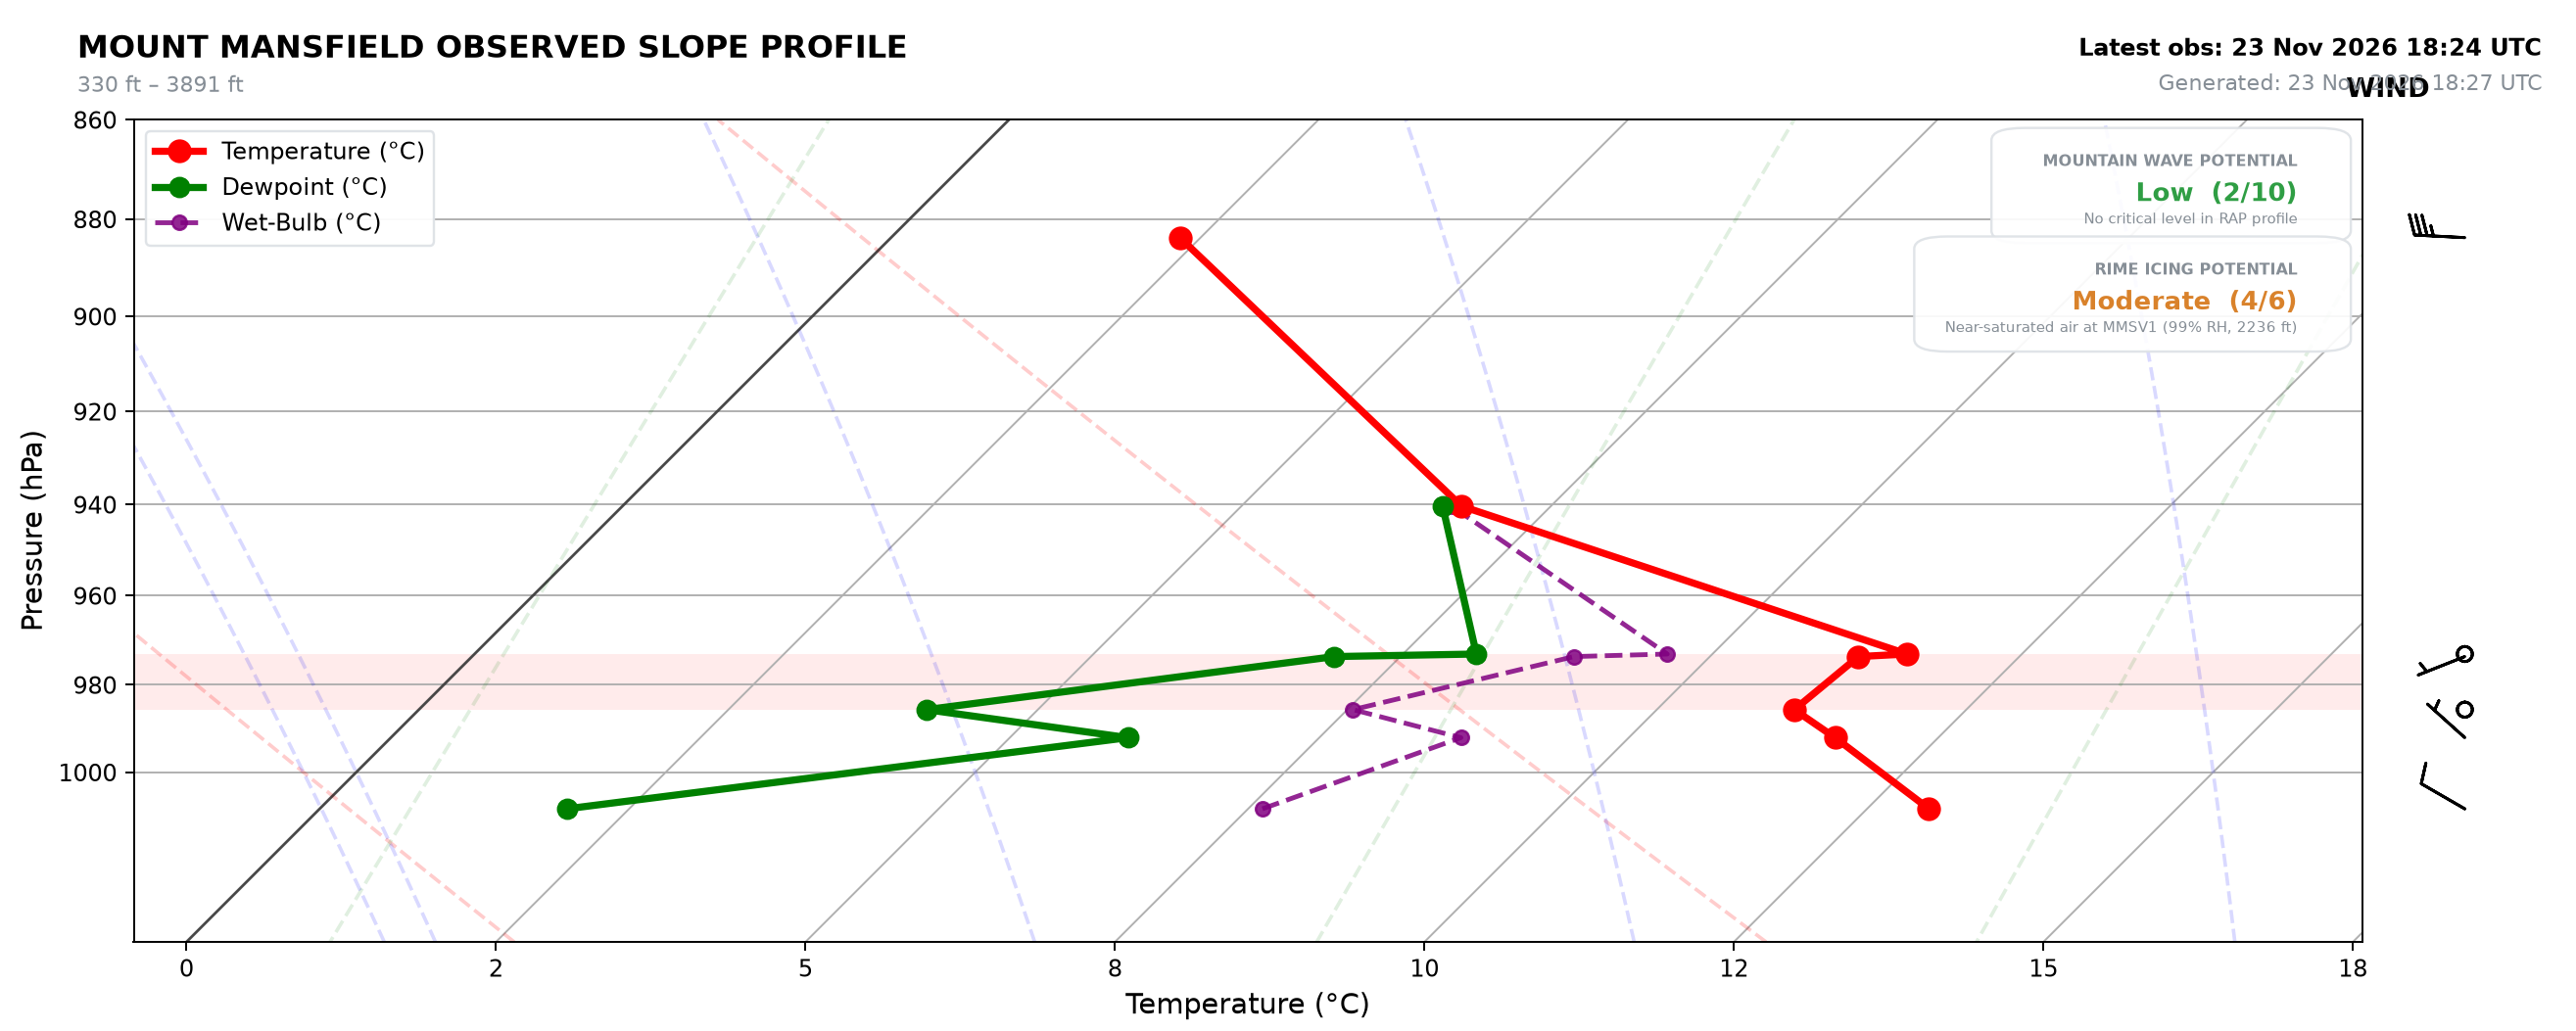 MOUNT MANSFIELD OBSERVED SLOPE PROFILE
330 ft – 3891 ft
Latest obs: 23 Nov 2026 18:24 UTC
Generated: 23 Nov 2026 18:27 UTC
WIND
Temperature (°C)
Dewpoint (°C)
Wet-Bulb (°C)
MOUNTAIN WAVE POTENTIAL
Low (2/10)
No critical level in RAP profile
RIME ICING POTENTIAL
Moderate (4/6)
Near-saturated air at MMSV1 (99% RH, 2236 ft)
Pressure (hPa)
860
880
900
920
940
960
980
1000
0 2 5 8 10 12 15 18
Temperature (°C)